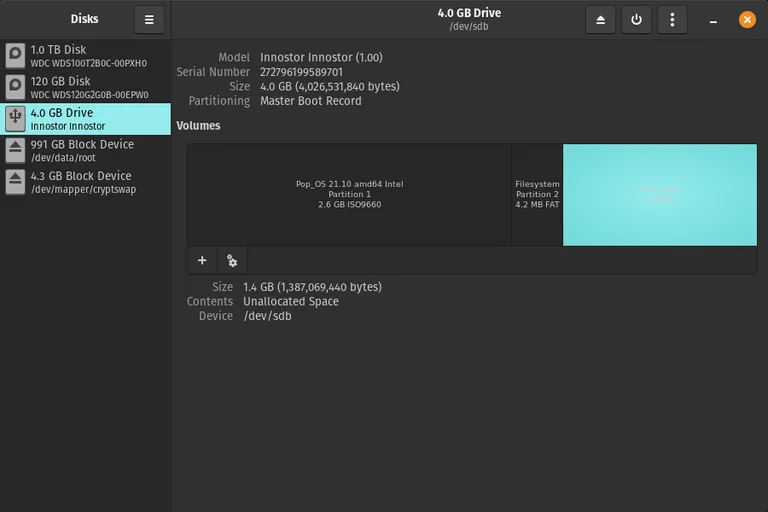 Disks
4.0 GB Drive
/dev/sdb
1.0 TB Disk
WDC WDS100T2B0C-00PXH0
120 GB Disk
WDC WDS120G2G0B-00EPW0
4.0 GB Drive
Innostor Innostor
991 GB Block Device
/dev/data/root
4.3 GB Block Device
/dev/mapper/cryptswap
Model Innostor Innostor (1.00)
Serial Number 272796199589701
Size 4.0 GB (4,026,531,840 bytes)
Partitioning Master Boot Record
Volumes
Pop_OS 21.10 amd64 Intel
Partition 1
2.6 GB ISO9660
Filesystem
Partition 2
4.2 MB FAT
Size 1.4 GB (1,387,069,440 bytes)
Contents Unallocated Space
Device /dev/sdb